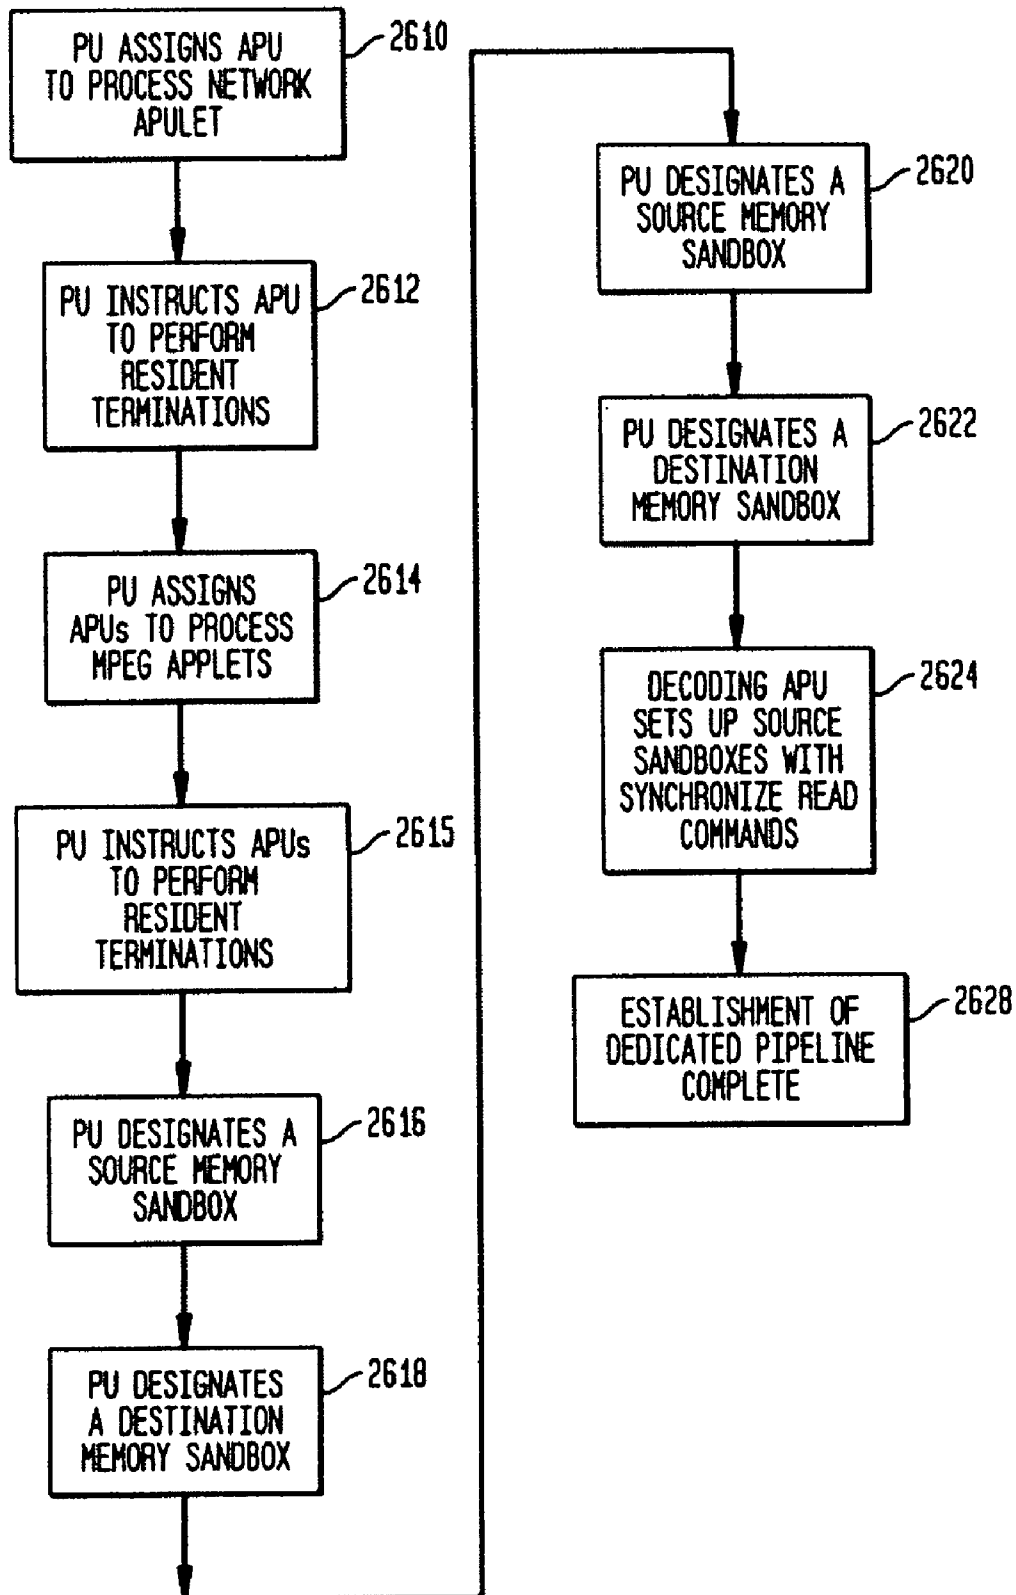 PU ASSIGNS APU
TO PROCESS NETWORK
APULET
2610
PU INSTRUCTS APU
TO PERFORM
RESIDENT
TERMINATIONS
2612
PU ASSIGNS
APUs TO PROCESS
MPEG APPLETS
2614
PU INSTRUCTS APUs
TO PERFORM
RESIDENT
TERMINATIONS
2615
PU DESIGNATES A
SOURCE MEMORY
SANDBOX
2616
PU DESIGNATES
A DESTINATION
MEMORY SANDBOX
2618
PU DESIGNATES A
SOURCE MEMORY
SANDBOX
2620
PU DESIGNATES A
DESTINATION
MEMORY SANDBOX
2622
DECODING APU
SETS UP SOURCE
SANDBOXES WITH
SYNCHRONIZE READ
COMMANDS
2624
ESTABLISHMENT OF
DEDICATED PIPELINE
COMPLETE
2628